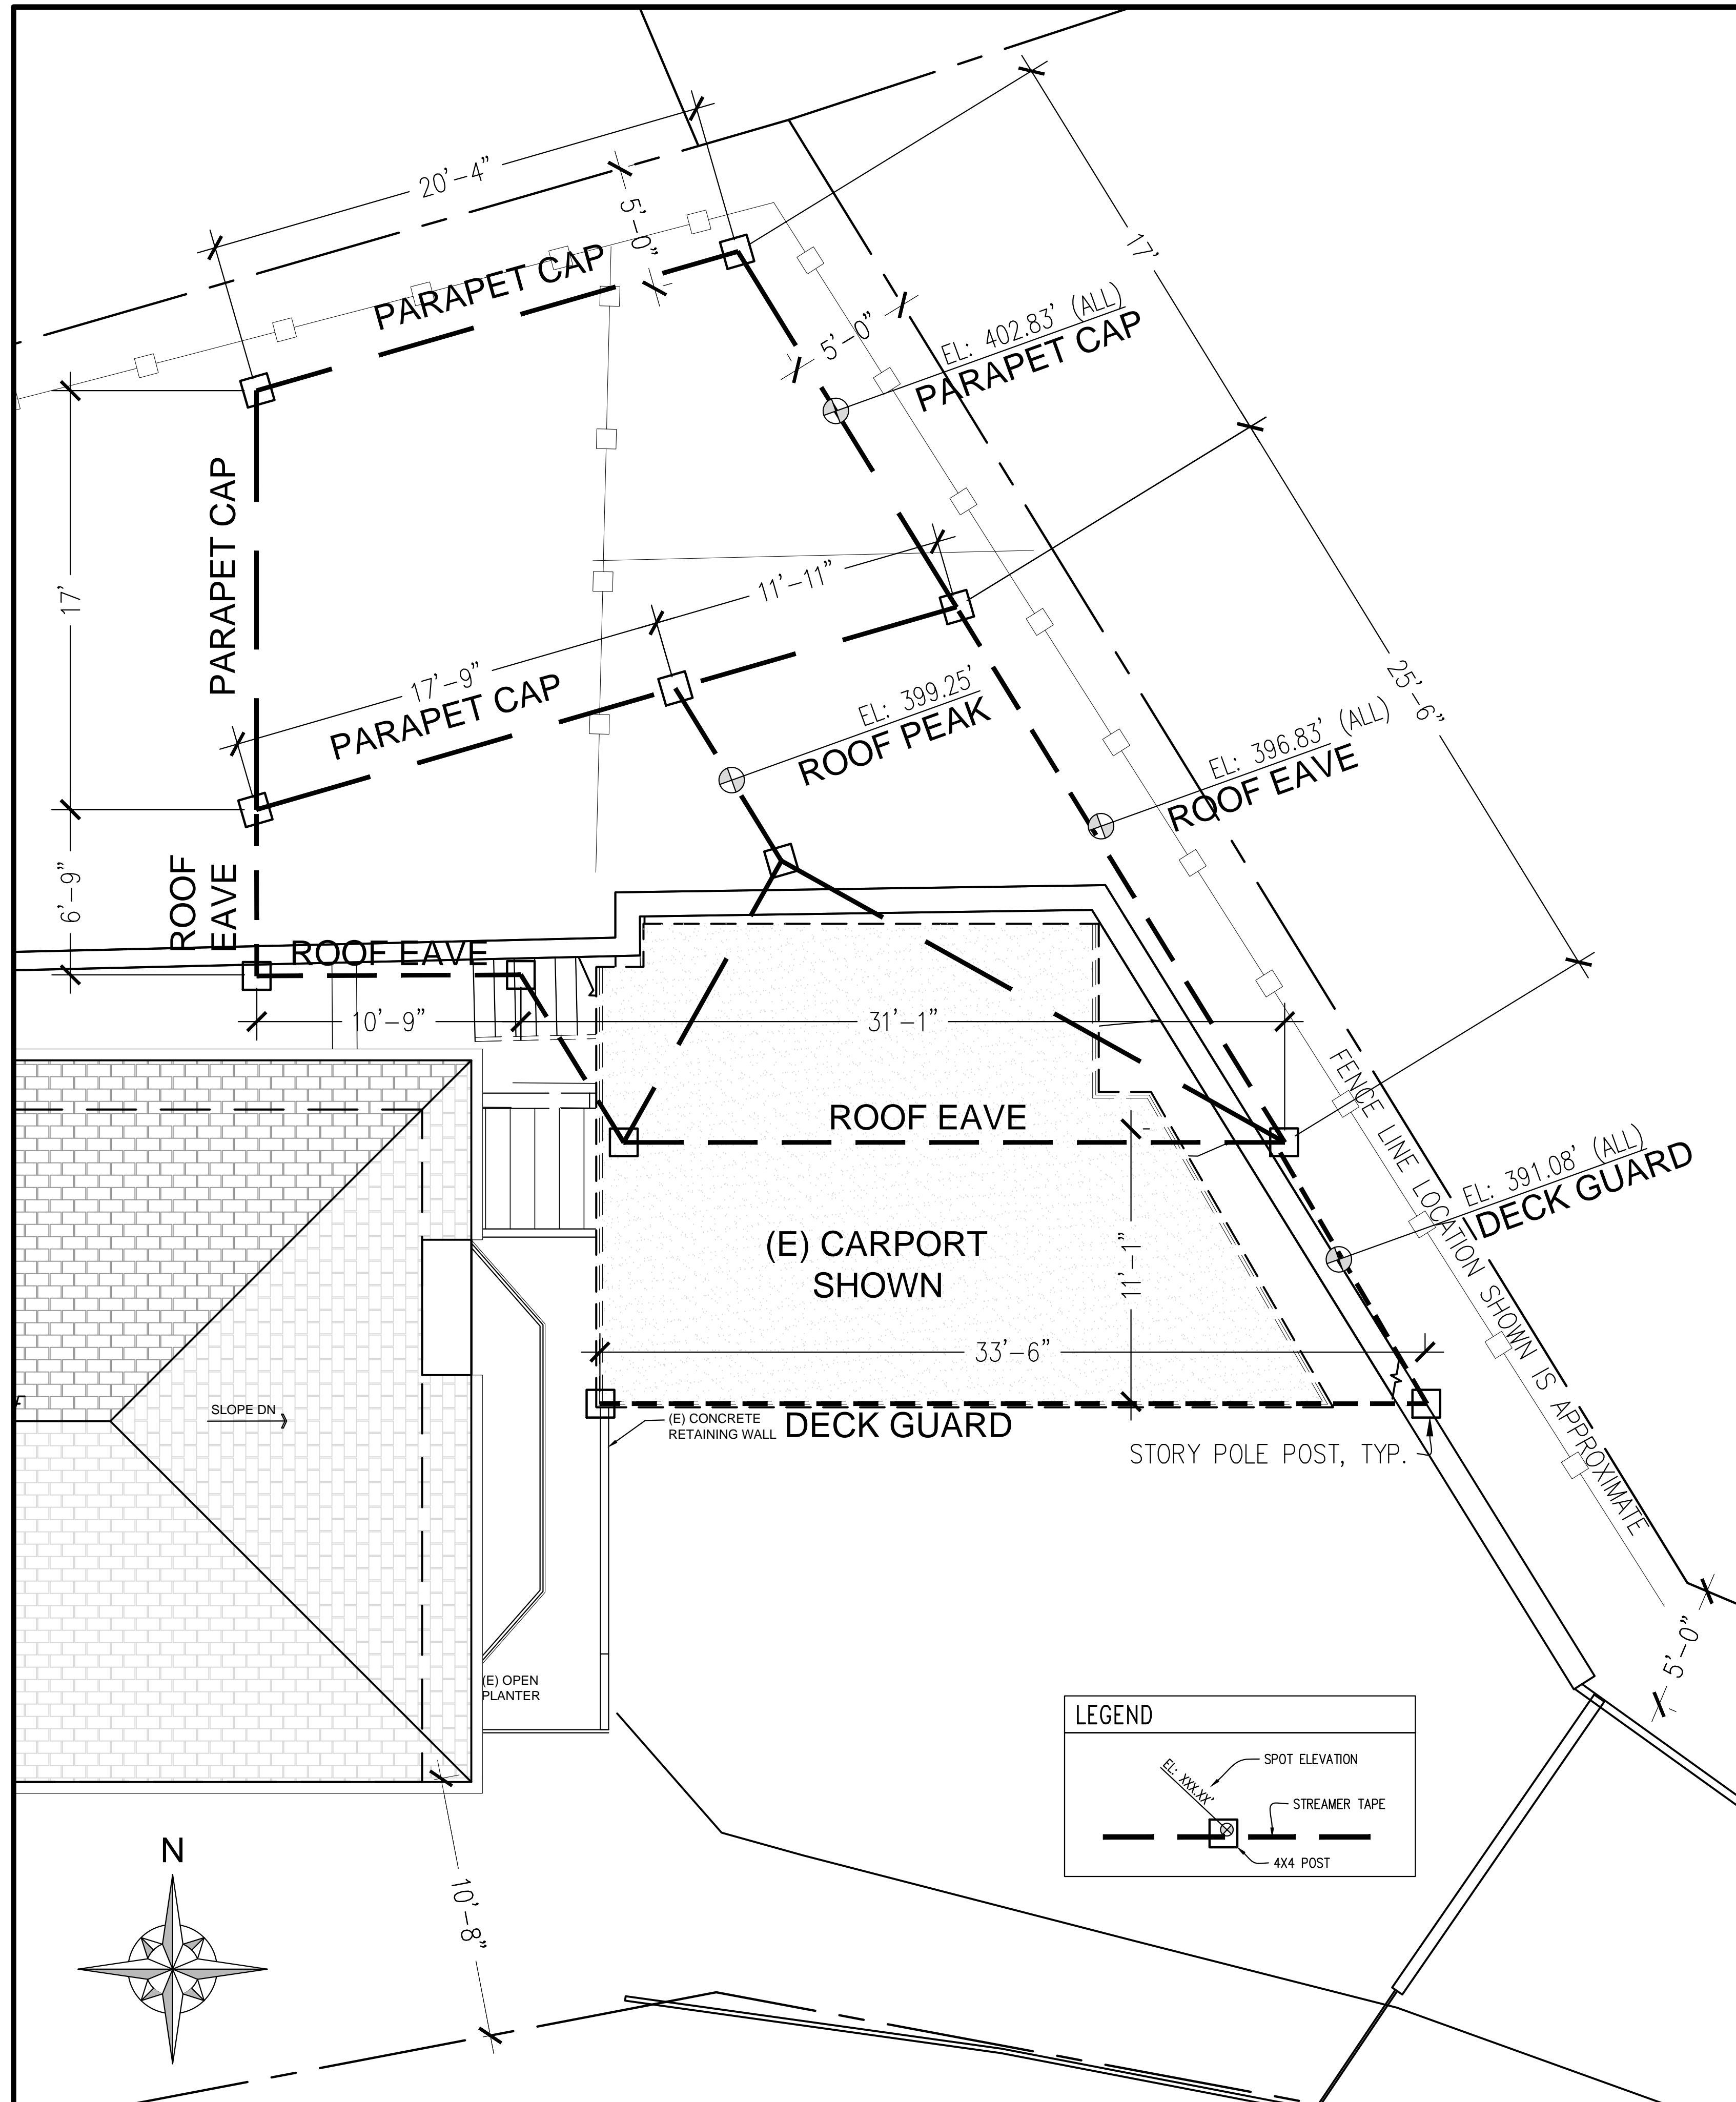 20'-4"
17'
5'-0"
PARAPET CAP
5'-0"
EL: 402.83' (ALL)
PARAPET CAP
PARAPET CAP
17'
11'-11"
17'-9"
PARAPET CAP
EL: 399.25'
ROOF PEAK
25'-6"
EL: 396.83' (ALL)
ROOF EAVE
6'-9"
ROOF
EAVE
ROOF EAVE
10'-9"
31'-1"
ROOF EAVE
FENCE LINE LOCATION SHOWN IS APPROXIMATE
EL: 391.08' (ALL)
DECK GUARD
(E) CARPORT
SHOWN
11'-1"
33'-6"
SLOPE DN
(E) CONCRETE
RETAINING WALL
DECK GUARD
STORY POLE POST, TYP.
5'-0"
(E) OPEN
PLANTER
LEGEND
SPOT ELEVATION
EL: XXX.XX'
STREAMER TAPE
4X4 POST
N
10'-8"